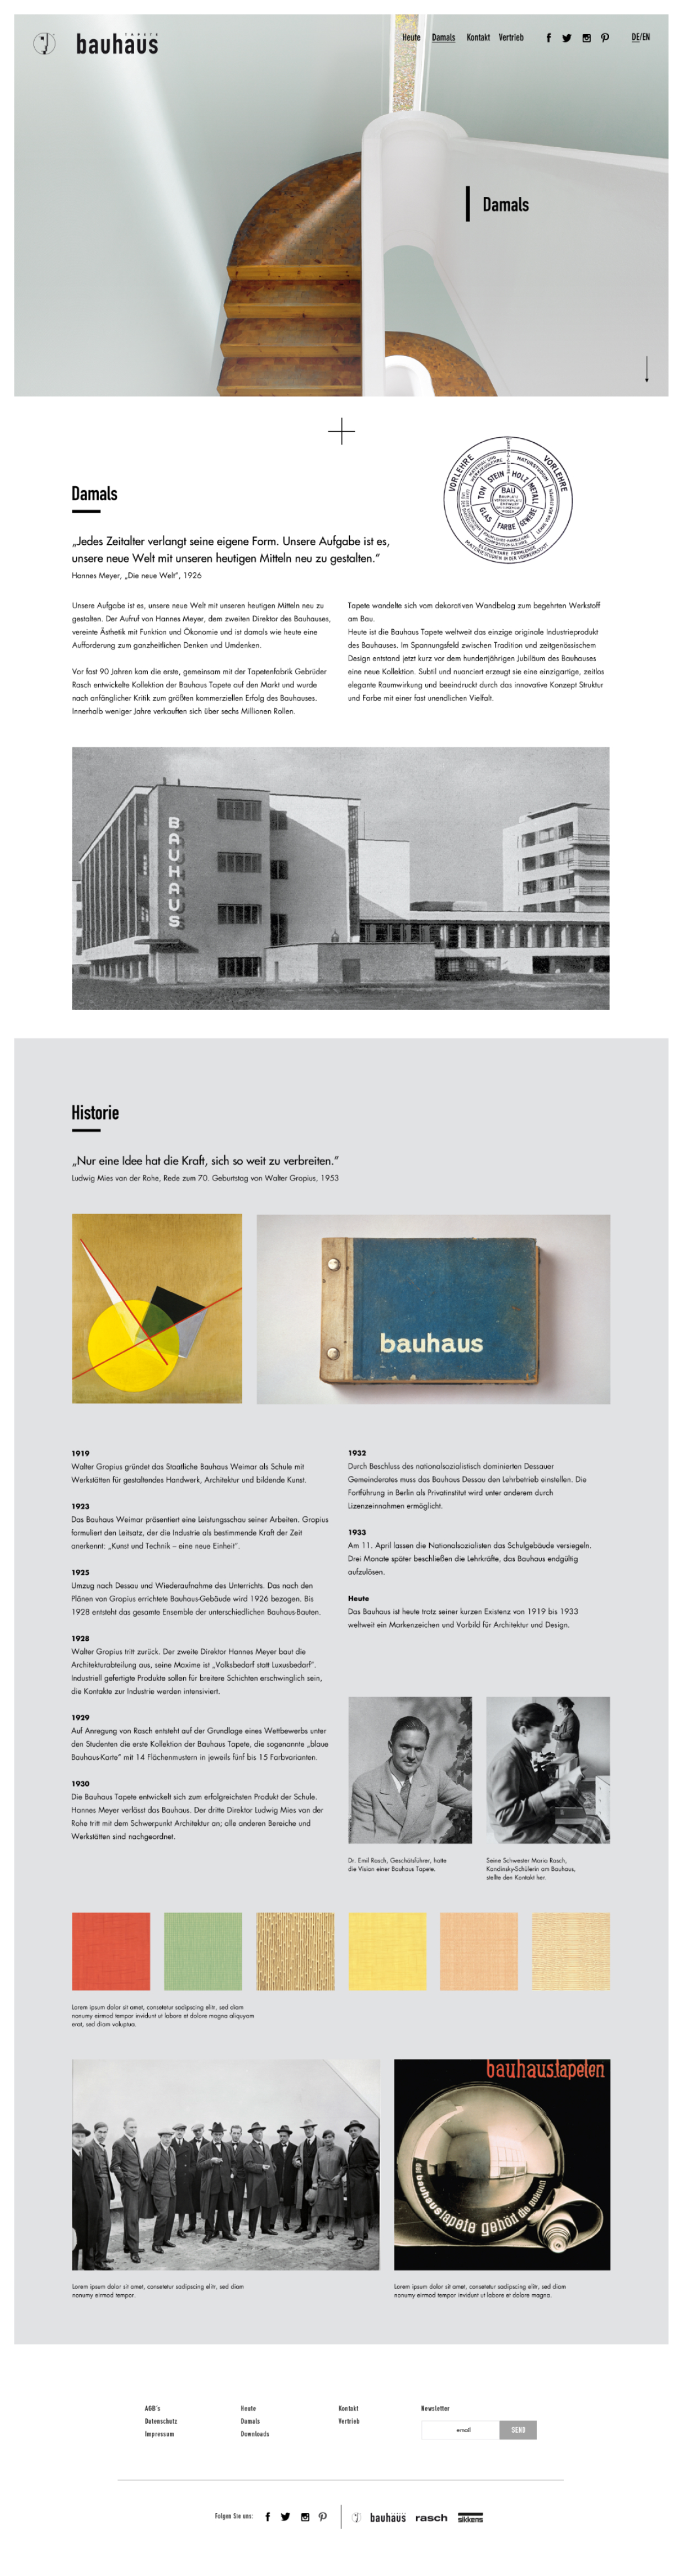 TAPETE
bauhaus
Heute Damals Kontakt Vertrieb DE/EN
Damals
VORLEHRE VORLEHRE
NATURSTUDIUM
STEIN HOLZ METALL
TON BAU
GLAS FARBE GEWEBE
Damals
„Jedes Zeitalter verlangt seine eigene Form. Unsere Aufgabe ist es,
unsere neue Welt mit unseren heutigen Mitteln neu zu gestalten.“
Hannes Meyer, „Die neue Welt“, 1926
Unsere Aufgabe ist es, unsere neue Welt mit unseren heutigen Mitteln neu zu
gestalten. Der Aufruf von Hannes Meyer, dem zweiten Direktor des Bauhauses,
vereinte Ästhetik mit Funktion und Ökonomie und ist damals wie heute eine
Aufforderung zum ganzheitlichen Denken und Umdenken.
Vor fast 90 Jahren kam die erste, gemeinsam mit der Tapetenfabrik Gebrüder
Rasch entwickelte Kollektion der Bauhaus Tapete auf den Markt und wurde
nach anfänglicher Kritik zum größten kommerziellen Erfolg des Bauhauses.
Innerhalb weniger Jahre verkauften sich über sechs Millionen Rollen.
Tapete wandelte sich vom dekorativen Wandbelag zum begehrten Werkstoff
am Bau.
Heute ist die Bauhaus Tapete weltweit das einzige originale Industrieprodukt
des Bauhauses. Im Spannungsfeld zwischen Tradition und zeitgenössischem
Design entstand jetzt kurz vor dem hundertjährigen Jubiläum des Bauhauses
eine neue Kollektion. Subtil und nuanciert erzeugt sie eine einzigartige, zeitlos
elegante Raumwirkung und beeindruckt durch das innovative Konzept Struktur
und Farbe mit einer fast unendlichen Vielfalt.
BAUHAUS
Historie
„Nur eine Idee hat die Kraft, sich so weit zu verbreiten.“
Ludwig Mies van der Rohe, Rede zum 70. Geburtstag von Walter Gropius, 1953
bauhaus
1919
Walter Gropius gründet das Staatliche Bauhaus Weimar als Schule mit
Werkstätten für gestaltendes Handwerk, Architektur und bildende Kunst.
1923
Das Bauhaus Weimar präsentiert eine Leistungsschau seiner Arbeiten. Gropius
formuliert den Leitsatz, der die Industrie als bestimmende Kraft der Zeit
anerkennt: „Kunst und Technik – eine neue Einheit“.
1925
Umzug nach Dessau und Wiederaufnahme des Unterrichts. Das nach den
Plänen von Gropius errichtete Bauhaus-Gebäude wird 1926 bezogen. Bis
1928 entsteht das gesamte Ensemble der unterschiedlichen Bauhaus-Bauten.
1928
Walter Gropius tritt zurück. Der zweite Direktor Hannes Meyer baut die
Architekturabteilung aus, seine Maxime ist „Volksbedarf statt Luxusbedarf“.
Industriell gefertigte Produkte sollen für breitere Schichten erschwinglich sein,
die Kontakte zur Industrie werden intensiviert.
1929
Auf Anregung von Rasch entsteht auf der Grundlage eines Wettbewerbs unter
den Studenten die erste Kollektion der Bauhaus Tapete, die sogenannte „blaue
Bauhaus-Karte“ mit 14 Flächenmustern in jeweils fünf bis 15 Farbvarianten.
1930
Die Bauhaus Tapete entwickelt sich zum erfolgreichsten Produkt der Schule.
Hannes Meyer verlässt das Bauhaus. Der dritte Direktor Ludwig Mies van der
Rohe tritt mit dem Schwerpunkt Architektur an; alle anderen Bereiche und
Werkstätten sind nachgeordnet.
1932
Durch Beschluss des nationalsozialistisch dominierten Dessauer
Gemeinderates muss das Bauhaus Dessau den Lehrbetrieb einstellen. Die
Fortführung in Berlin als Privatinstitut wird unter anderem durch
Lizenzeinnahmen ermöglicht.
1933
Am 11. April lassen die Nationalsozialisten das Schulgebäude versiegeln.
Drei Monate später beschließen die Lehrkräfte, das Bauhaus endgültig
aufzulösen.
Heute
Das Bauhaus ist heute trotz seiner kurzen Existenz von 1919 bis 1933
weltweit ein Markenzeichen und Vorbild für Architektur und Design.
Dr. Emil Rasch, Geschäftsführer, hatte
die Vision einer Bauhaus Tapete.
Seine Schwester Maria Rasch,
Kandinsky-Schülerin am Bauhaus,
stellte den Kontakt her.
Lorem ipsum dolor sit amet, consetetur sadipscing elitr, sed diam
nonumy eirmod tempor invidunt ut labore et dolore magna aliquyam
erat, sed diam voluptua.
bauhaustapeten
der bauhaustapete gehört die zukunft
Lorem ipsum dolor sit amet, consetetur sadipscing elitr, sed diam
nonumy eirmod tempor.
Lorem ipsum dolor sit amet, consetetur sadipscing elitr, sed diam
nonumy eirmod tempor invidunt ut labore et dolore magna.
AGB's
Datenschutz
Impressum
Heute
Damals
Downloads
Kontakt
Vertrieb
Newsletter
email SEND
Folgen Sie uns: bauhaus rasch sikkens